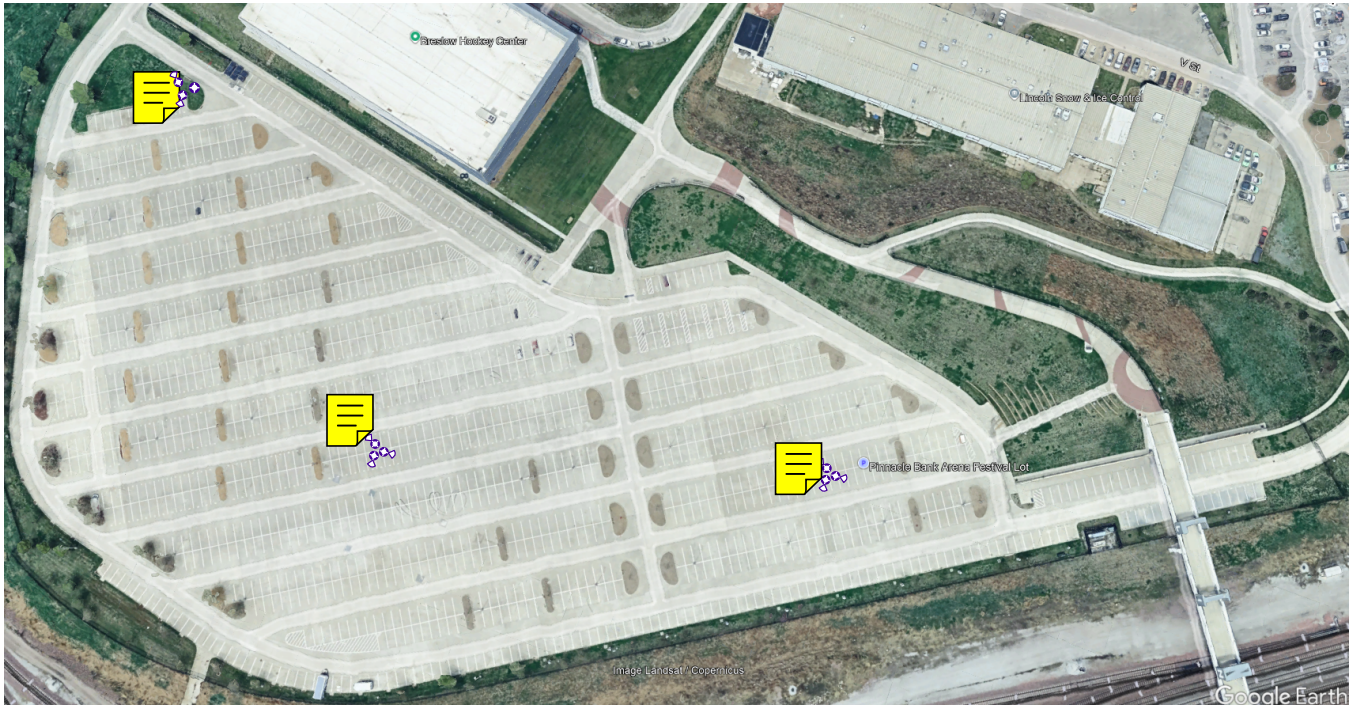 Breslow Hockey Center
V St
Lincoln Snow & Ice Central
Pinnacle Bank Arena Festival Lot
Image Landsat / Copernicus
Google Earth